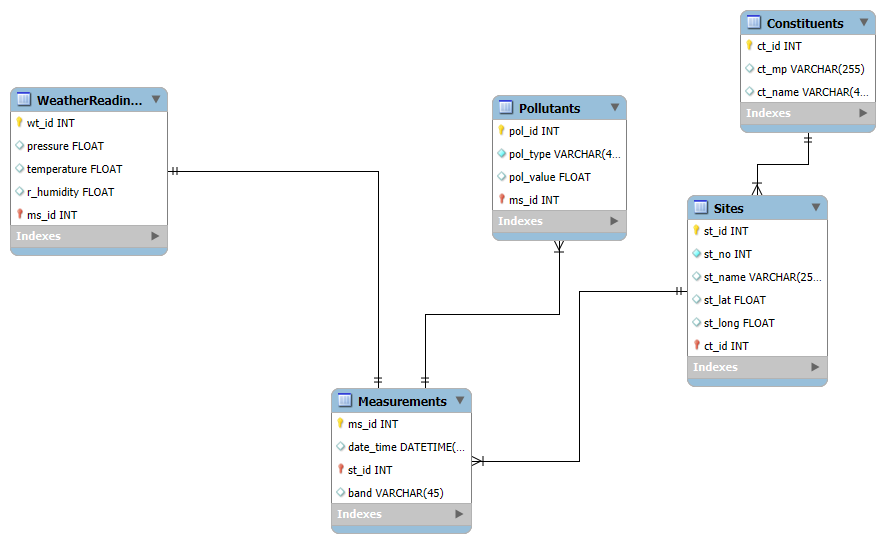 Constituents
ct_id INT
ct_mp VARCHAR(255)
ct_name VARCHAR(4...
Indexes
WeatherReadin...
wt_id INT
pressure FLOAT
temperature FLOAT
r_humidity FLOAT
ms_id INT
Indexes
Pollutants
pol_id INT
pol_type VARCHAR(4...
pol_value FLOAT
ms_id INT
Indexes
Sites
st_id INT
st_no INT
st_name VARCHAR(25...
st_lat FLOAT
st_long FLOAT
ct_id INT
Indexes
Measurements
ms_id INT
date_time DATETIME(...
st_id INT
band VARCHAR(45)
Indexes